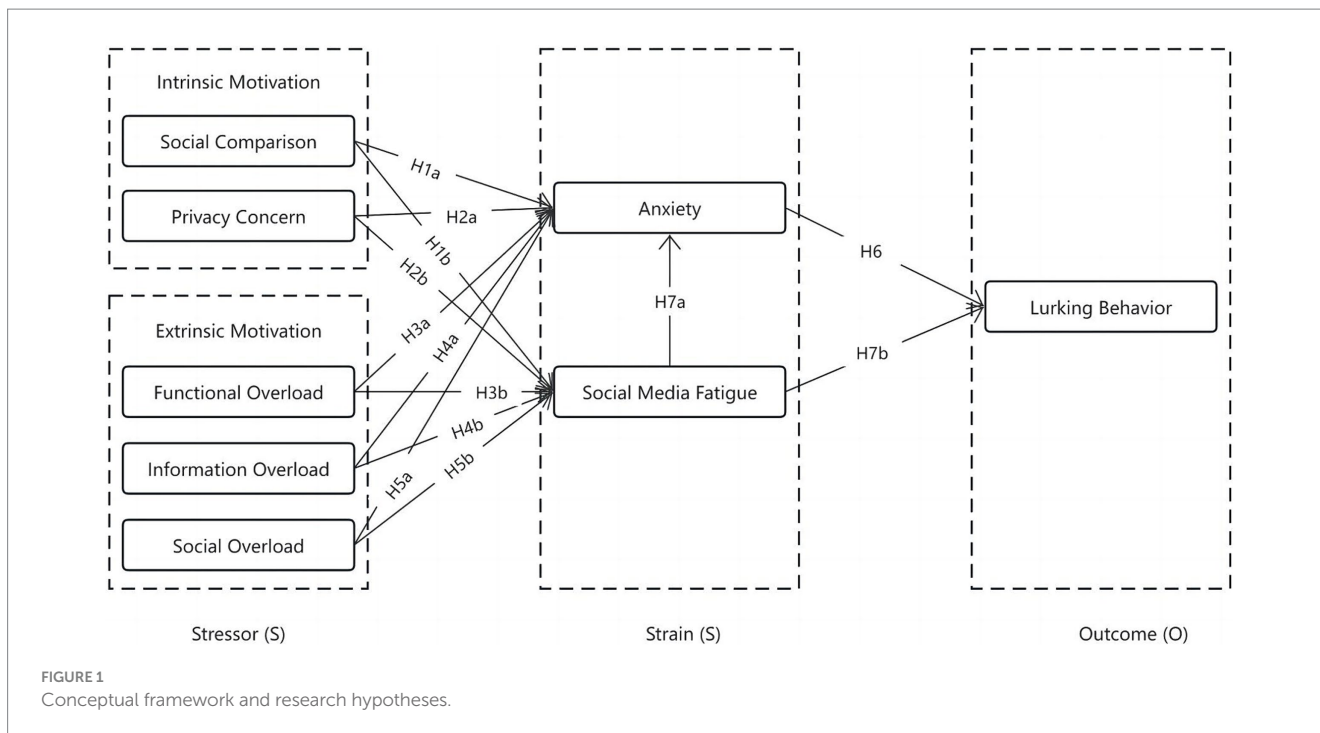 Intrinsic Motivation
Social Comparison
Privacy Concern
Extrinsic Motivation
Functional Overload
Information Overload
Social Overload
H1a
H2a
H1b
H2b
H3a
H4a
H3b
H4b
H5a
H5b
Anxiety
H7a
Social Media Fatigue
H6
H7b
Lurking Behavior
Stressor (S)
Strain (S)
Outcome (O)
FIGURE 1
Conceptual framework and research hypotheses.